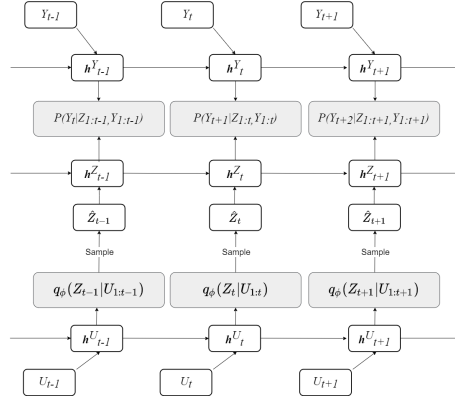 Y_{t-1} Y_t Y_{t+1}
h^Y_{t-1} h^Y_t h^Y_{t+1}
P(Y_t|Z_{1:t-1},Y_{1:t-1}) P(Y_{t+1}|Z_{1:t},Y_{1:t}) P(Y_{t+2}|Z_{1:t+1},Y_{1:t+1})
h^Z_{t-1} h^Z_t h^Z_{t+1}
Ẑ_{t−1} Ẑ_t Ẑ_{t+1}
Sample Sample Sample
q_ϕ(Z_{t−1}|U_{1:t−1}) q_ϕ(Z_t|U_{1:t}) q_ϕ(Z_{t+1}|U_{1:t+1})
h^U_{t-1} h^U_t h^U_{t+1}
U_{t-1} U_t U_{t+1}